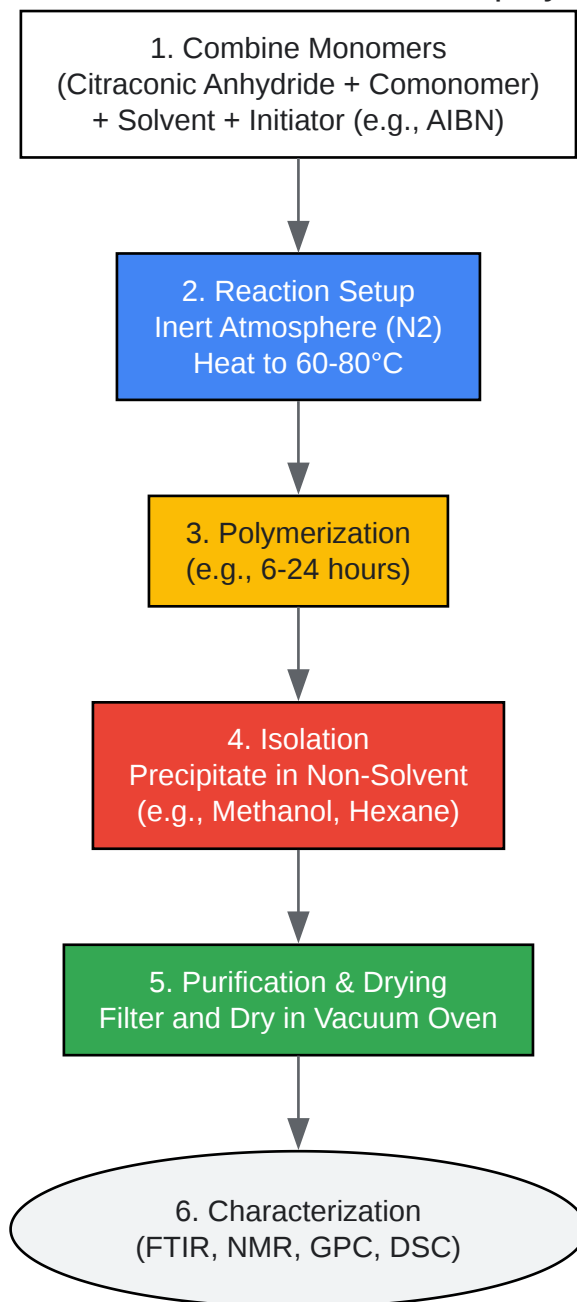 1. Combine Monomers
(Citraconic Anhydride + Comonomer)
+ Solvent + Initiator (e.g., AIBN)
2. Reaction Setup
Inert Atmosphere (N2)
Heat to 60-80°C
3. Polymerization
(e.g., 6-24 hours)
4. Isolation
Precipitate in Non-Solvent
(e.g., Methanol, Hexane)
5. Purification & Drying
Filter and Dry in Vacuum Oven
6. Characterization
(FTIR, NMR, GPC, DSC)